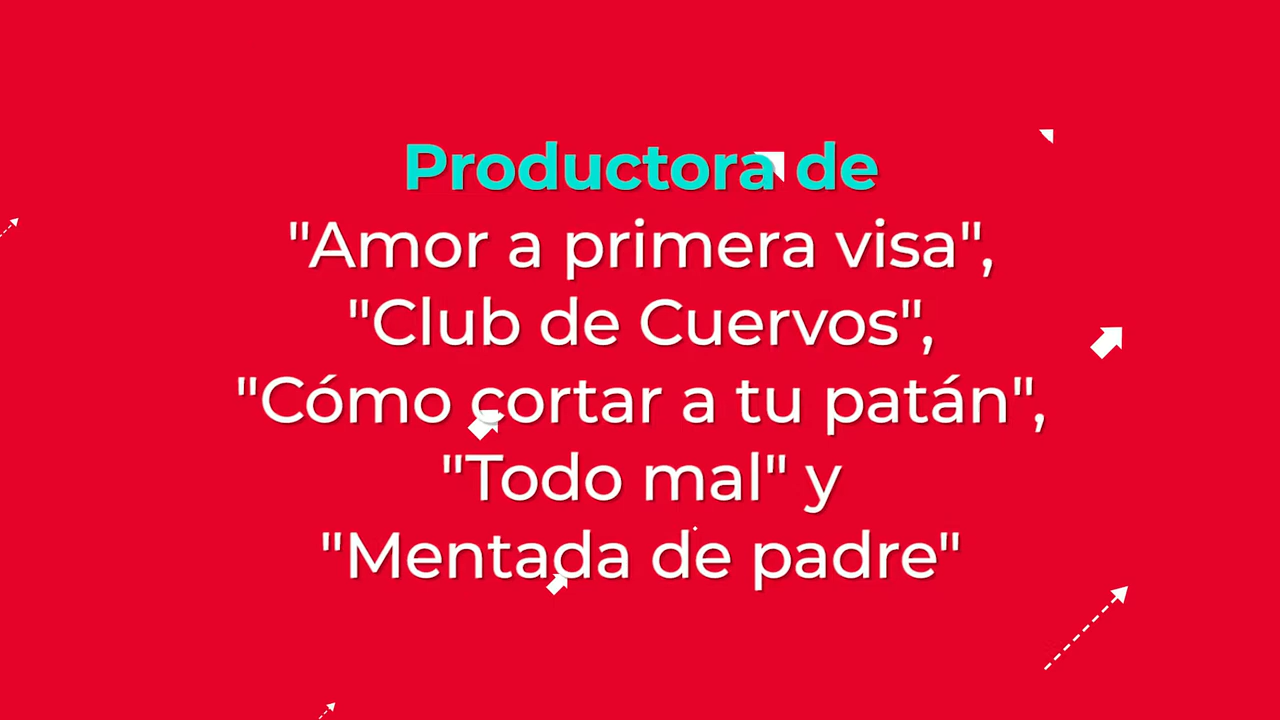 Productora de
"Amor a primera visa",
"Club de Cuervos",
"Cómo cortar a tu patán",
"Todo mal" y
"Mentada de padre"